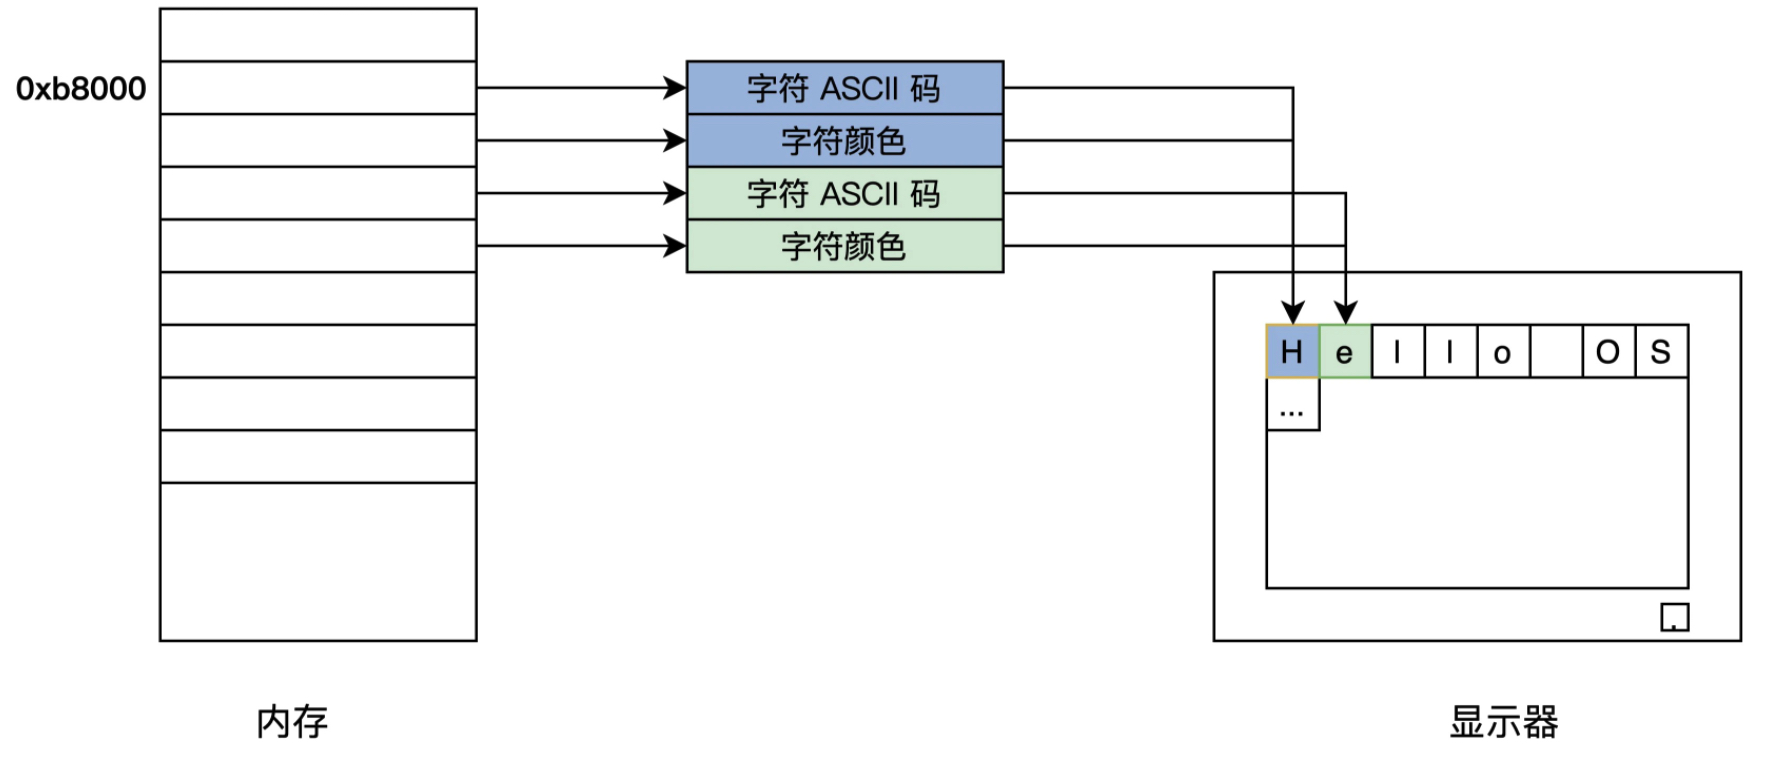 0xb8000
字符 ASCII 码
字符颜色
字符 ASCII 码
字符颜色
H e l l o O S
...
.
内存
显示器